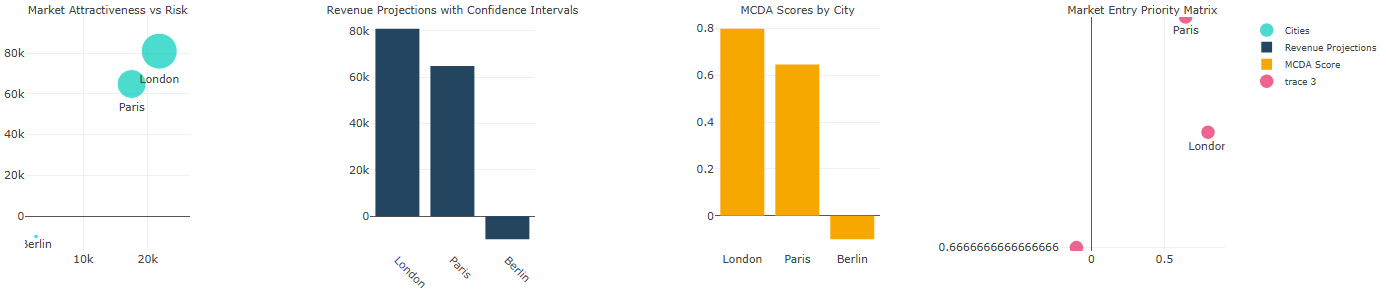 Market Attractiveness vs Risk
80k
60k
40k
20k
0
10k
20k
London
Paris
Berlin
Revenue Projections with Confidence Intervals
80k
60k
40k
20k
0
London
Paris
Berlin
MCDA Scores by City
0.8
0.6
0.4
0.2
0
London
Paris
Berlin
Market Entry Priority Matrix
Paris
London
0.6666666666666666
0
0.5
Cities
Revenue Projections
MCDA Score
trace 3